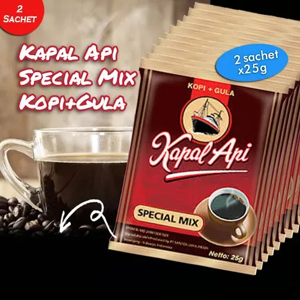 2
Sachet
Kapal Api
Special Mix
Kopi+Gula
2 sachet
x25g
KOPI + GULA
Kapal Api
SPECIAL MIX
Netto: 25g